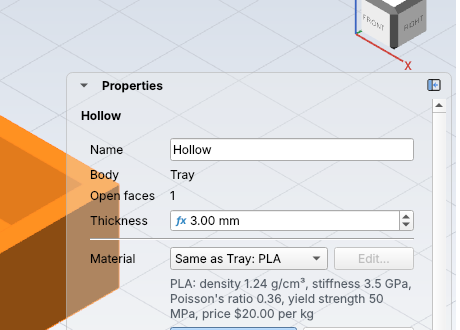 FRONT
RIGHT
X
Properties
Hollow
Name Hollow
Body Tray
Open faces 1
Thickness fx 3.00 mm
Material Same as Tray: PLA Edit...
PLA: density 1.24 g/cm³, stiffness 3.5 GPa,
Poisson's ratio 0.36, yield strength 50
MPa, price $20.00 per kg